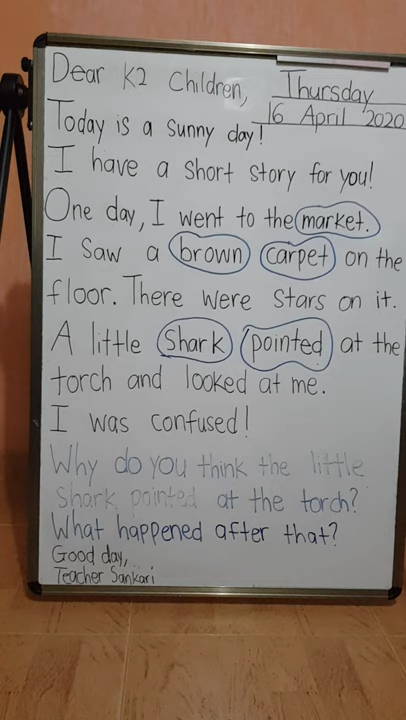 Dear K2 Children,
Thursday
16 April 2020
Today is a sunny day!
I have a short story for you!
One day, I went to the market.
I saw a brown carpet on the
floor. There were stars on it.
A little shark pointed at the
torch and looked at me.
I was confused!
Why do you think the little
shark pointed at the torch?
What happened after that?
Good day,
Teacher Sankari